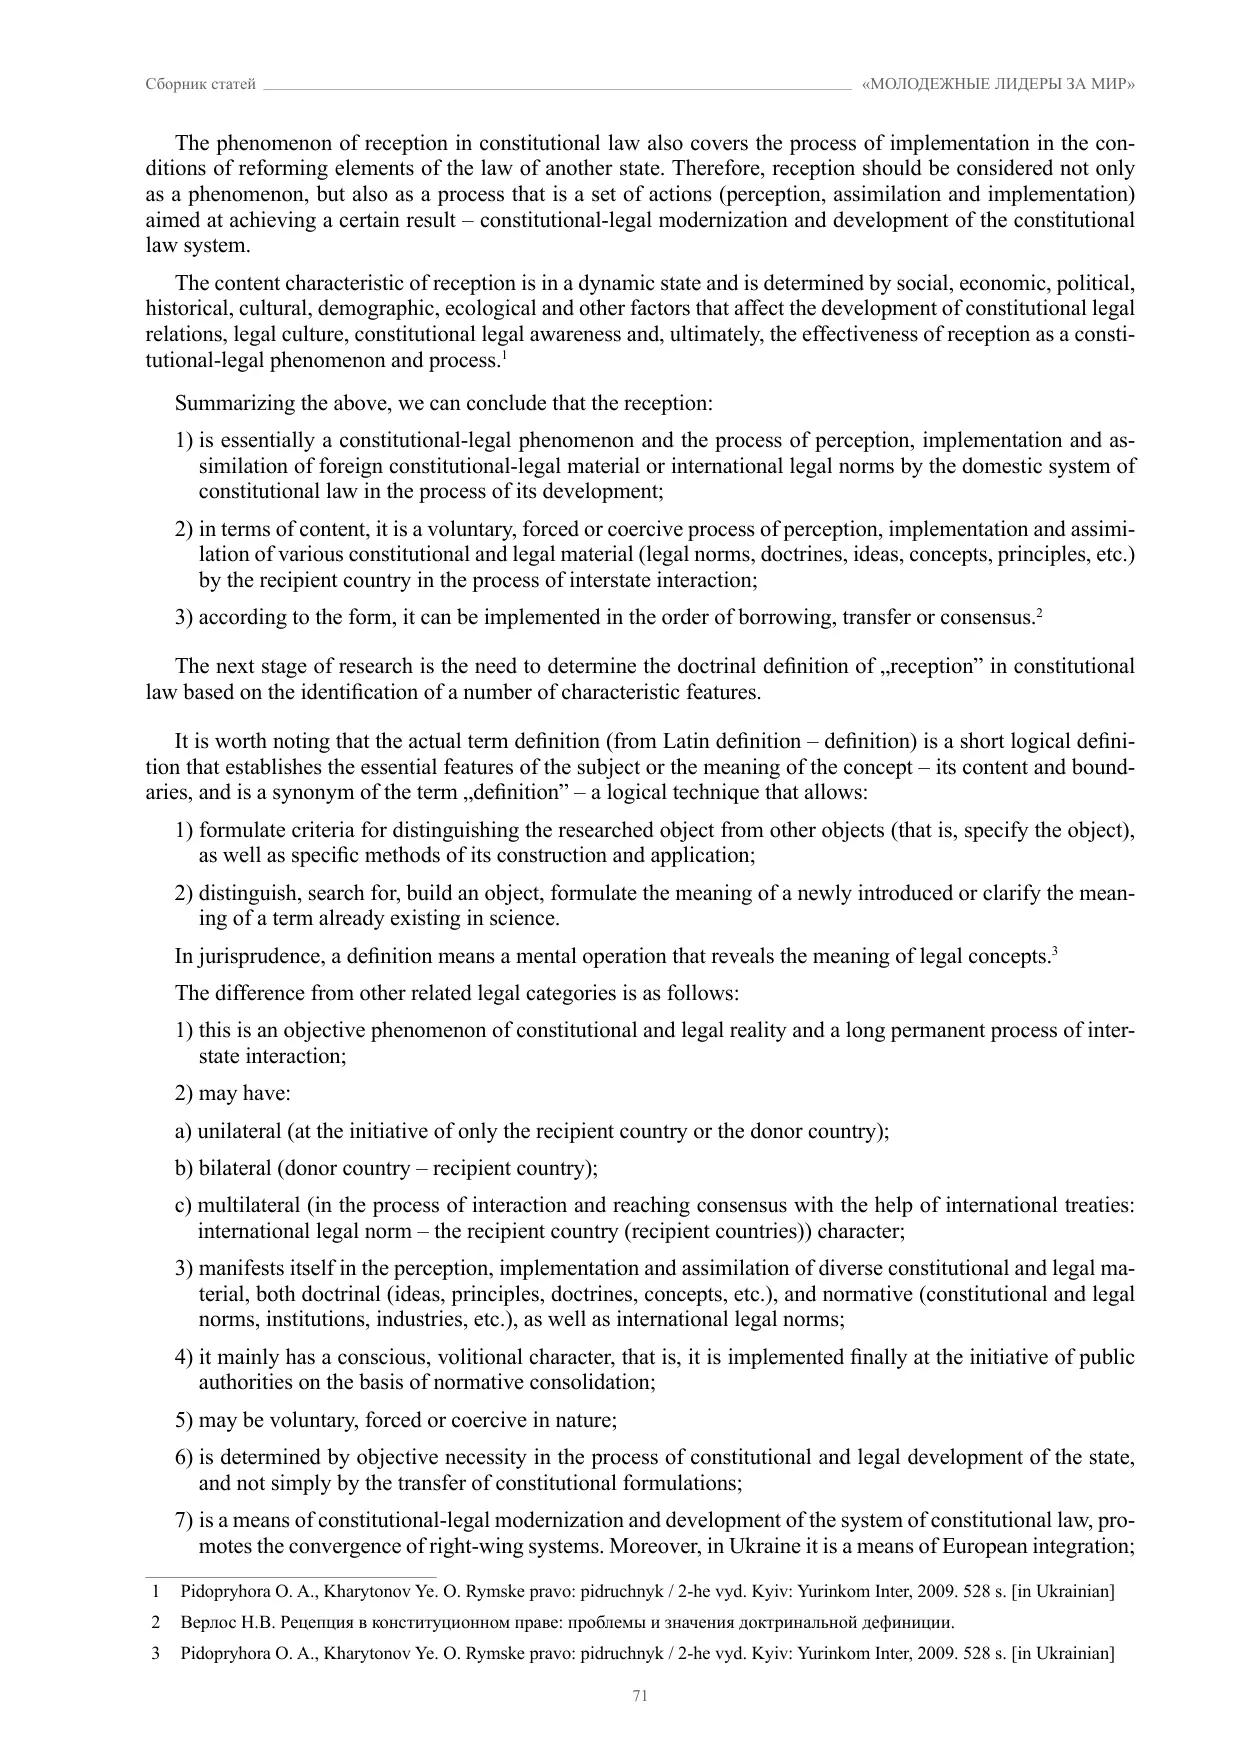 Сборник статей «МОЛОДЕЖНЫЕ ЛИДЕРЫ ЗА МИР»
The phenomenon of reception in constitutional law also covers the process of implementation in the con-
ditions of reforming elements of the law of another state. Therefore, reception should be considered not only
as a phenomenon, but also as a process that is a set of actions (perception, assimilation and implementation)
aimed at achieving a certain result – constitutional-legal modernization and development of the constitutional
law system.
The content characteristic of reception is in a dynamic state and is determined by social, economic, political,
historical, cultural, demographic, ecological and other factors that affect the development of constitutional legal
relations, legal culture, constitutional legal awareness and, ultimately, the effectiveness of reception as a consti-
tutional-legal phenomenon and process.1
Summarizing the above, we can conclude that the reception:
1) is essentially a constitutional-legal phenomenon and the process of perception, implementation and as-
similation of foreign constitutional-legal material or international legal norms by the domestic system of
constitutional law in the process of its development;
2) in terms of content, it is a voluntary, forced or coercive process of perception, implementation and assimi-
lation of various constitutional and legal material (legal norms, doctrines, ideas, concepts, principles, etc.)
by the recipient country in the process of interstate interaction;
3) according to the form, it can be implemented in the order of borrowing, transfer or consensus.2
The next stage of research is the need to determine the doctrinal definition of „reception” in constitutional
law based on the identification of a number of characteristic features.
It is worth noting that the actual term definition (from Latin definition – definition) is a short logical defini-
tion that establishes the essential features of the subject or the meaning of the concept – its content and bound-
aries, and is a synonym of the term „definition” – a logical technique that allows:
1) formulate criteria for distinguishing the researched object from other objects (that is, specify the object),
as well as specific methods of its construction and application;
2) distinguish, search for, build an object, formulate the meaning of a newly introduced or clarify the mean-
ing of a term already existing in science.
In jurisprudence, a definition means a mental operation that reveals the meaning of legal concepts.3
The difference from other related legal categories is as follows:
1) this is an objective phenomenon of constitutional and legal reality and a long permanent process of inter-
state interaction;
2) may have:
a) unilateral (at the initiative of only the recipient country or the donor country);
b) bilateral (donor country – recipient country);
c) multilateral (in the process of interaction and reaching consensus with the help of international treaties:
international legal norm – the recipient country (recipient countries)) character;
3) manifests itself in the perception, implementation and assimilation of diverse constitutional and legal ma-
terial, both doctrinal (ideas, principles, doctrines, concepts, etc.), and normative (constitutional and legal
norms, institutions, industries, etc.), as well as international legal norms;
4) it mainly has a conscious, volitional character, that is, it is implemented finally at the initiative of public
authorities on the basis of normative consolidation;
5) may be voluntary, forced or coercive in nature;
6) is determined by objective necessity in the process of constitutional and legal development of the state,
and not simply by the transfer of constitutional formulations;
7) is a means of constitutional-legal modernization and development of the system of constitutional law, pro-
motes the convergence of right-wing systems. Moreover, in Ukraine it is a means of European integration;
1 Pidopryhora O. A., Kharytonov Ye. O. Rymske pravo: pidruchnyk / 2-he vyd. Kyiv: Yurinkom Inter, 2009. 528 s. [in Ukrainian]
2 Верлос Н.В. Рецепция в конституционном праве: проблемы и значения доктринальной дефиниции.
3 Pidopryhora O. A., Kharytonov Ye. O. Rymske pravo: pidruchnyk / 2-he vyd. Kyiv: Yurinkom Inter, 2009. 528 s. [in Ukrainian]
71